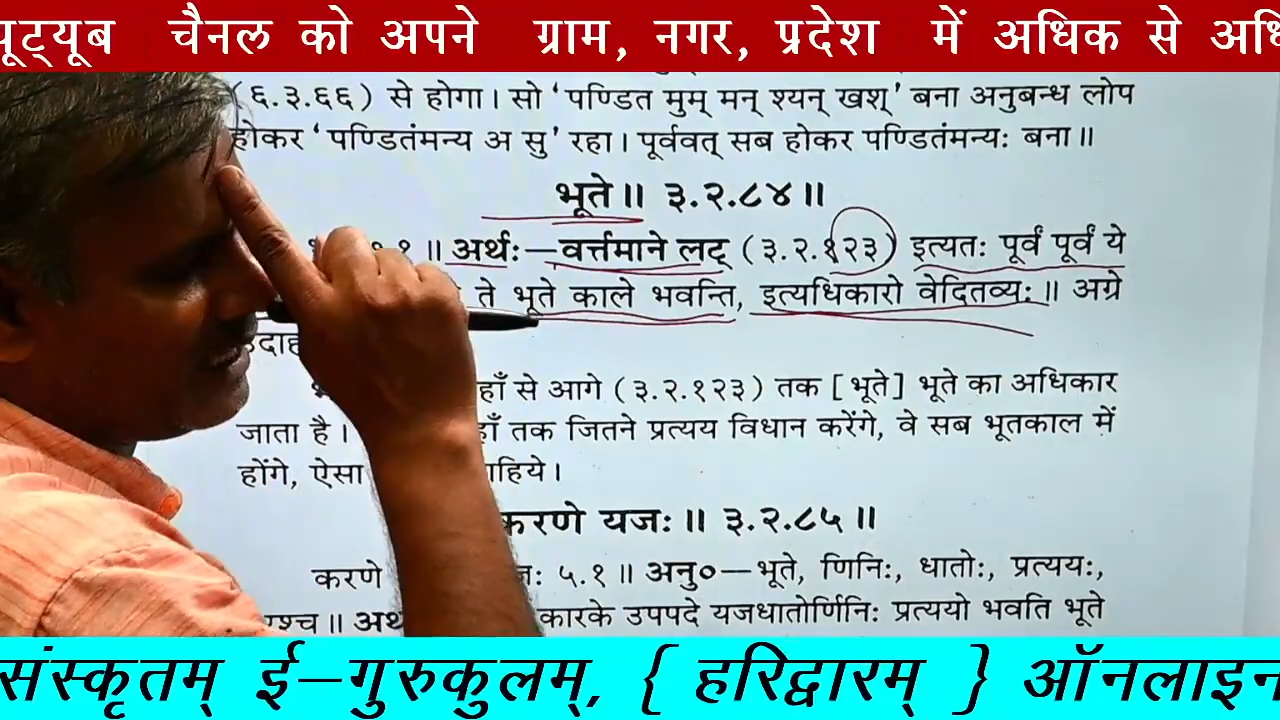 यूट्यूब चैनल को अपने ग्राम, नगर, प्रदेश में अधिक से
(६.३.६६) से होगा। सो 'पण्डित मुम् मन् श्यन् खश्' बना अनुबन्ध लोप
होकर 'पण्डितंमन्य अ सु' रहा। पूर्ववत् सब होकर पण्डितंमन्यः बना॥
भूते॥ ३.२.८४॥
॥ अर्थः—वर्त्तमाने लट् (३.२.१२३) इत्यतः पूर्वं पूर्वं ये
ते भूते काले भवन्ति, इत्यधिकारो वेदितव्यः॥ अग्रे
से आगे (३.२.१२३) तक [भूते] भूते का अधिकार
जाता है। तक जितने प्रत्यय विधान करेंगे, वे सब भूतकाल में
होंगे, ऐसा
करणे यजः॥ ३.२.८५॥
करणे ५.१॥ अनु०—भूते, णिनिः, धातोः, प्रत्ययः,
कारके उपपदे यजधातोर्णिनिः प्रत्ययो भवति भूते
संस्कृतम् ई–गुरुकुलम्, { हरिद्वारम् } ऑनलाइन